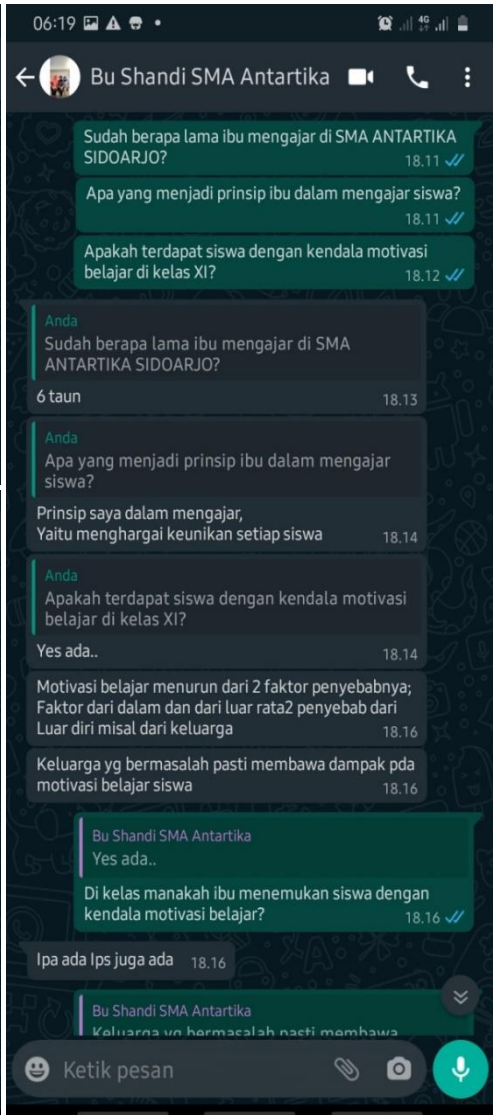 06:19
4G
Bu Shandi SMA Antartika
Sudah berapa lama ibu mengajar di SMA ANTARTIKA
SIDOARJO?
18.11
Apa yang menjadi prinsip ibu dalam mengajar siswa?
18.11
Apakah terdapat siswa dengan kendala motivasi
belajar di kelas XI?
18.12
Anda
Sudah berapa lama ibu mengajar di SMA
ANTARTIKA SIDOARJO?
6 taun
18.13
Anda
Apa yang menjadi prinsip ibu dalam mengajar
siswa?
Prinsip saya dalam mengajar,
Yaitu menghargai keunikan setiap siswa
18.14
Anda
Apakah terdapat siswa dengan kendala motivasi
belajar di kelas XI?
Yes ada..
18.14
Motivasi belajar menurun dari 2 faktor penyebabnya;
Faktor dari dalam dan dari luar rata2 penyebab dari
Luar diri misal dari keluarga
18.16
Keluarga yg bermasalah pasti membawa dampak pda
motivasi belajar siswa
18.16
Bu Shandi SMA Antartika
Yes ada..
Di kelas manakah ibu menemukan siswa dengan
kendala motivasi belajar?
18.16
Ipa ada Ips juga ada
18.16
Bu Shandi SMA Antartika
Keluarga yg bermasalah pasti membawa
Ketik pesan